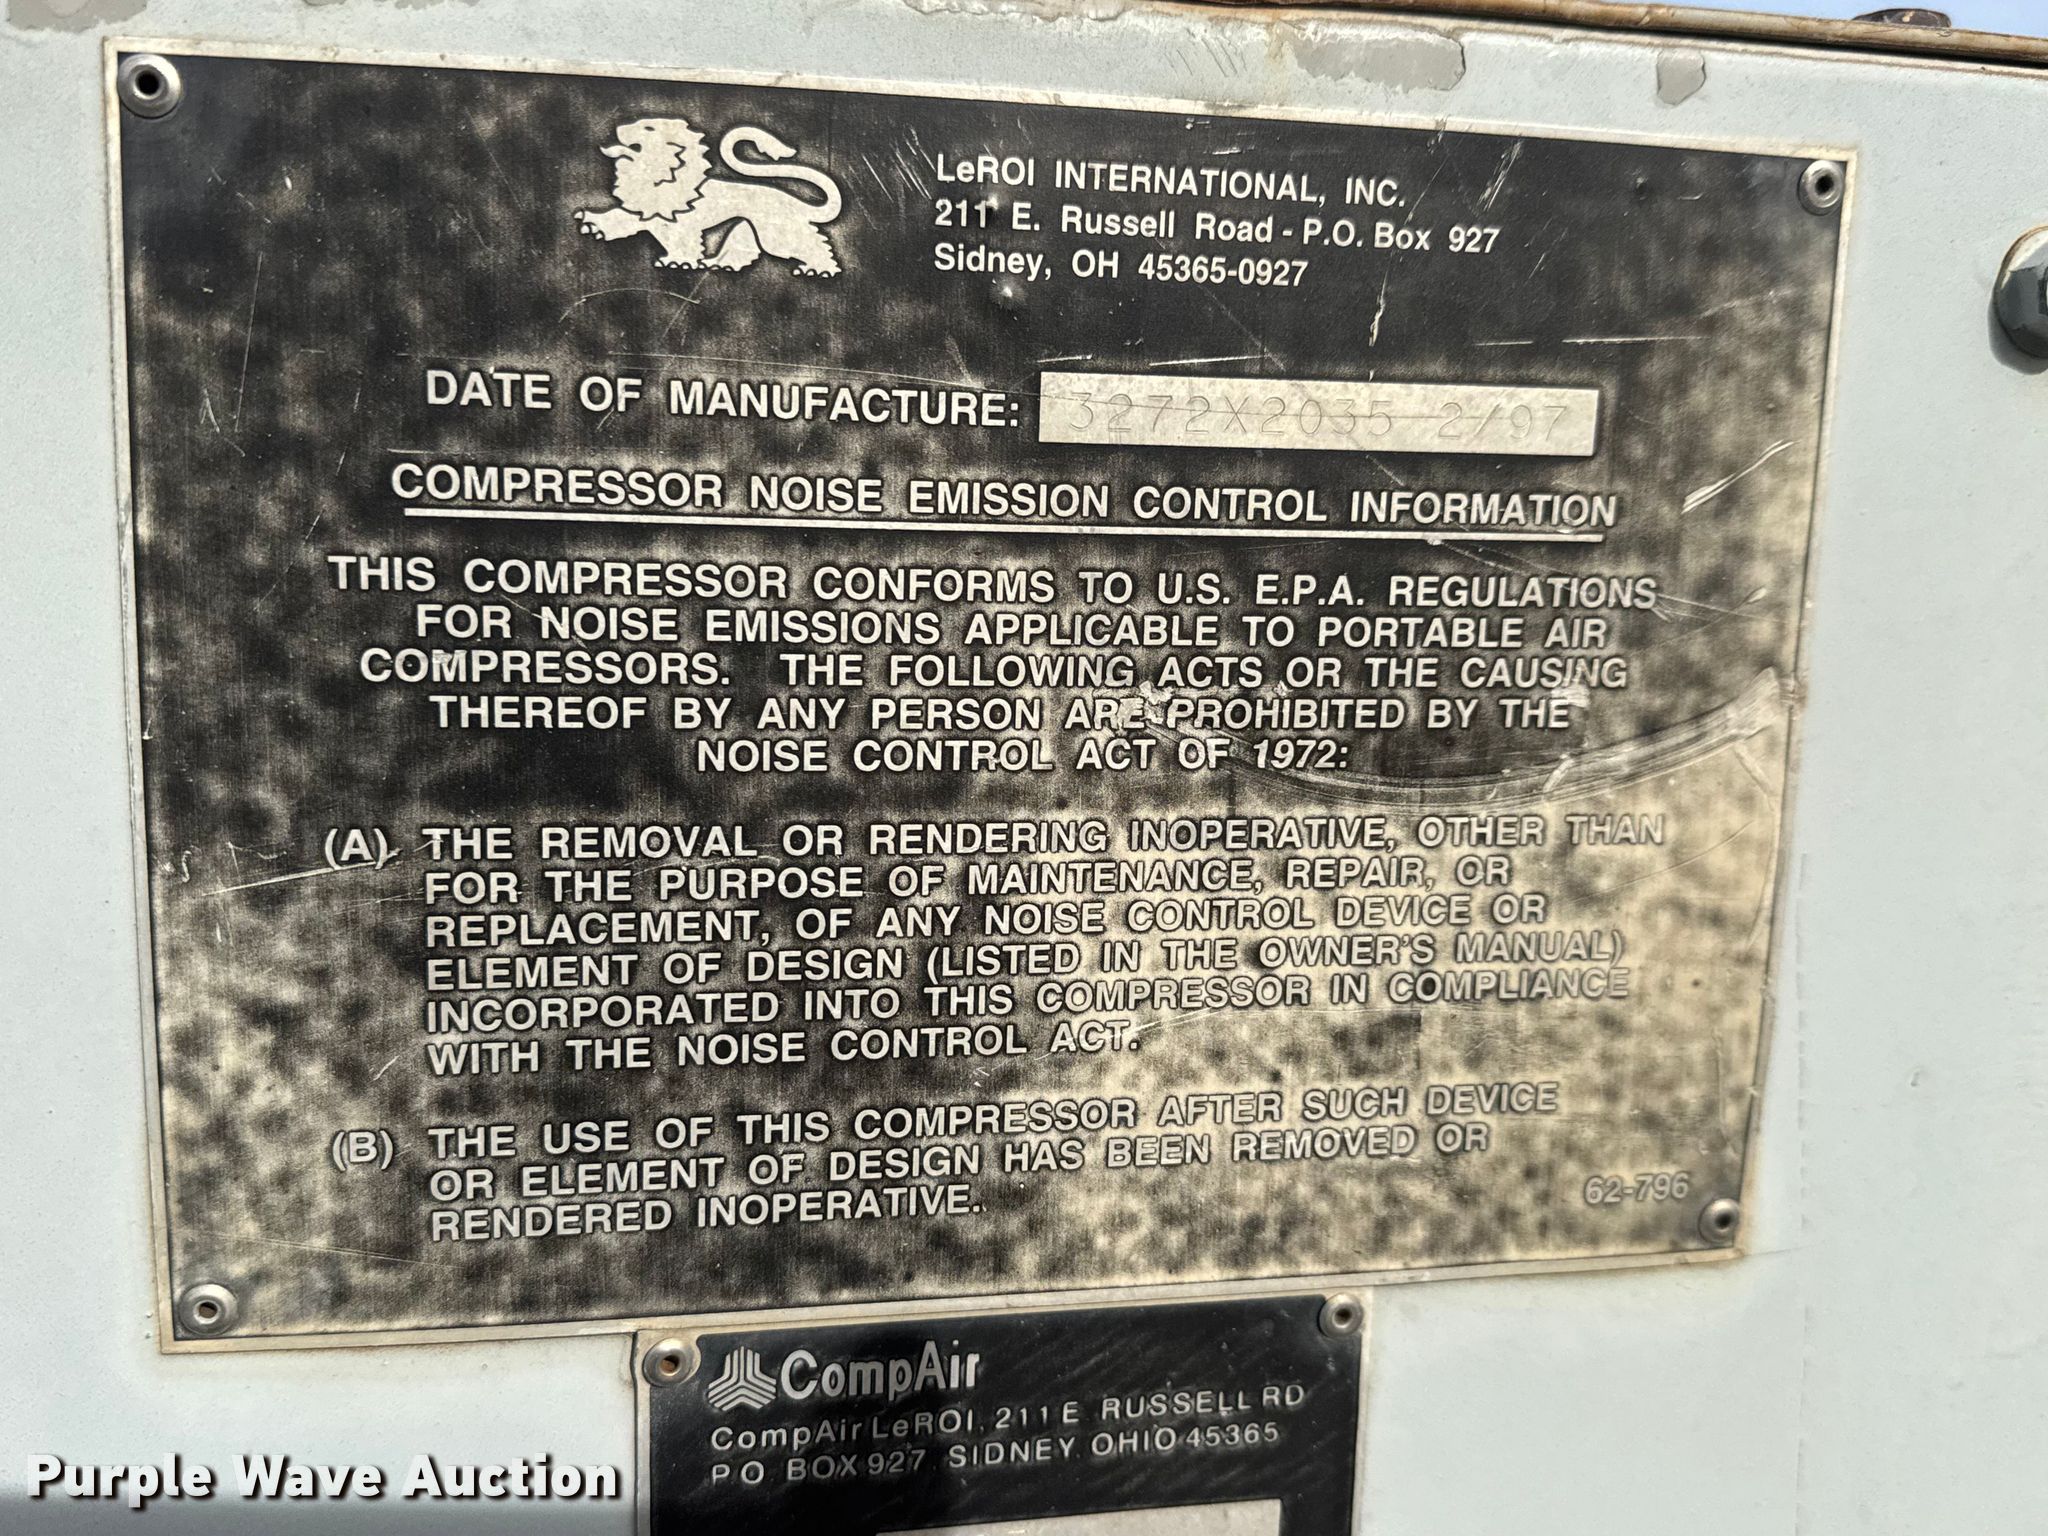 LeROI INTERNATIONAL, INC.
211 E. Russell Road - P.O. Box 927
Sidney, OH 45365-0927
DATE OF MANUFACTURE: 3272X2035 2/97
COMPRESSOR NOISE EMISSION CONTROL INFORMATION
THIS COMPRESSOR CONFORMS TO U.S. E.P.A. REGULATIONS
FOR NOISE EMISSIONS APPLICABLE TO PORTABLE AIR
COMPRESSORS. THE FOLLOWING ACTS OR THE CAUSING
THEREOF BY ANY PERSON ARE PROHIBITED BY THE
NOISE CONTROL ACT OF 1972:
(A) THE REMOVAL OR RENDERING INOPERATIVE, OTHER THAN
FOR THE PURPOSE OF MAINTENANCE, REPAIR, OR
REPLACEMENT, OF ANY NOISE CONTROL DEVICE OR
ELEMENT OF DESIGN (LISTED IN THE OWNER'S MANUAL)
INCORPORATED INTO THIS COMPRESSOR IN COMPLIANCE
WITH THE NOISE CONTROL ACT.
(B) THE USE OF THIS COMPRESSOR AFTER SUCH DEVICE
OR ELEMENT OF DESIGN HAS BEEN REMOVED OR
RENDERED INOPERATIVE.
62-796
CompAir
CompAir LeROI, 211 E RUSSELL RD
P O BOX 927, SIDNEY, OHIO 45365
Purple Wave Auction